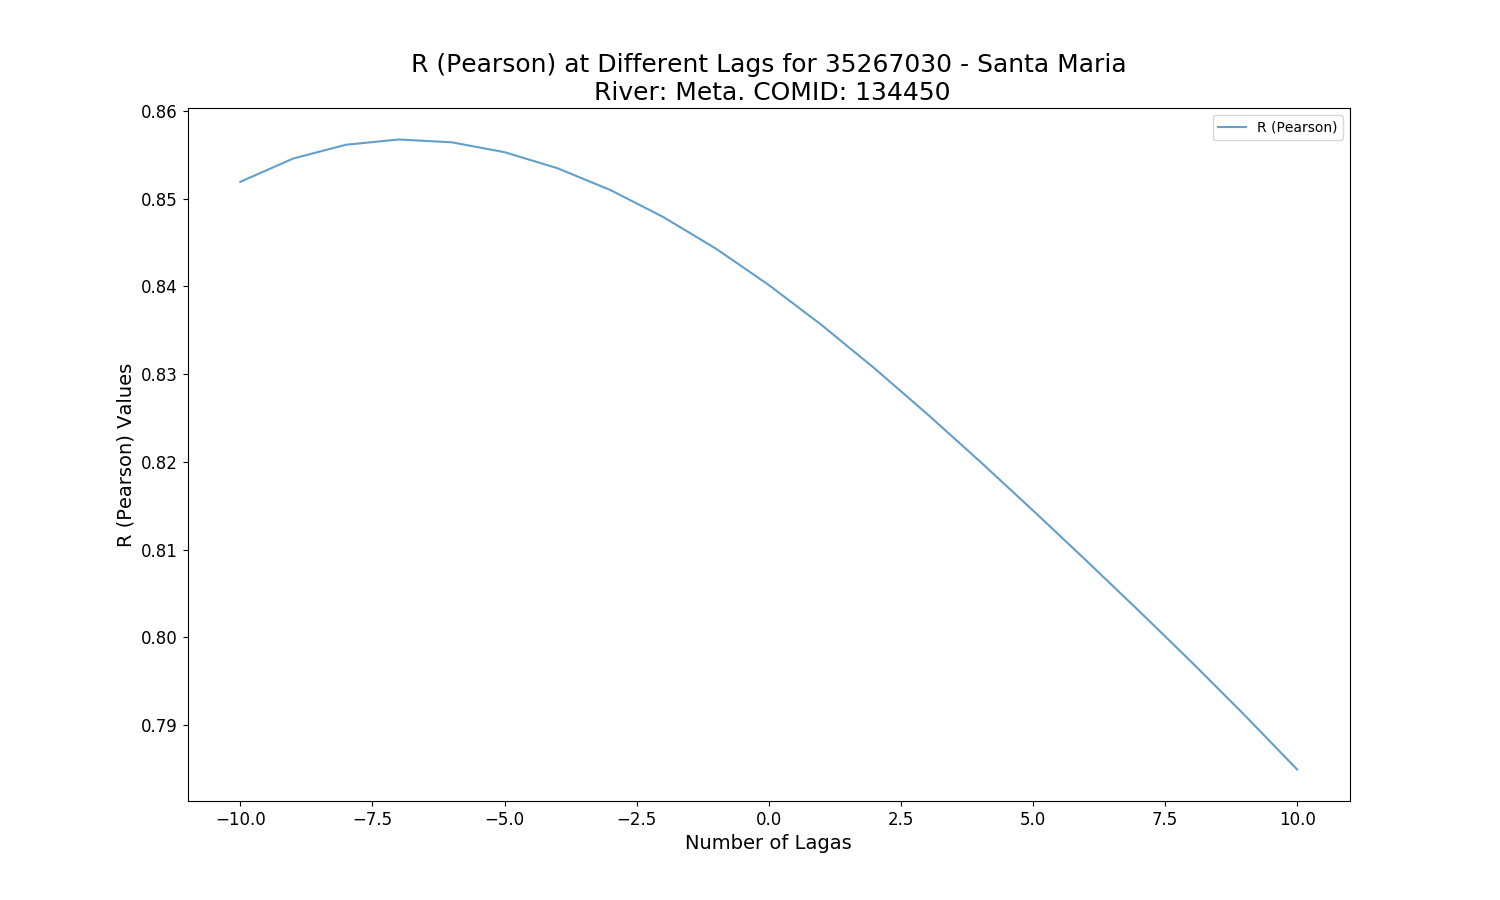 R (Pearson) at Different Lags for 35267030 - Santa Maria
River: Meta. COMID: 134450
R (Pearson)
R (Pearson) Values
0.86
0.85
0.84
0.83
0.82
0.81
0.80
0.79
−10.0 −7.5 −5.0 −2.5 0.0 2.5 5.0 7.5 10.0
Number of Lagas